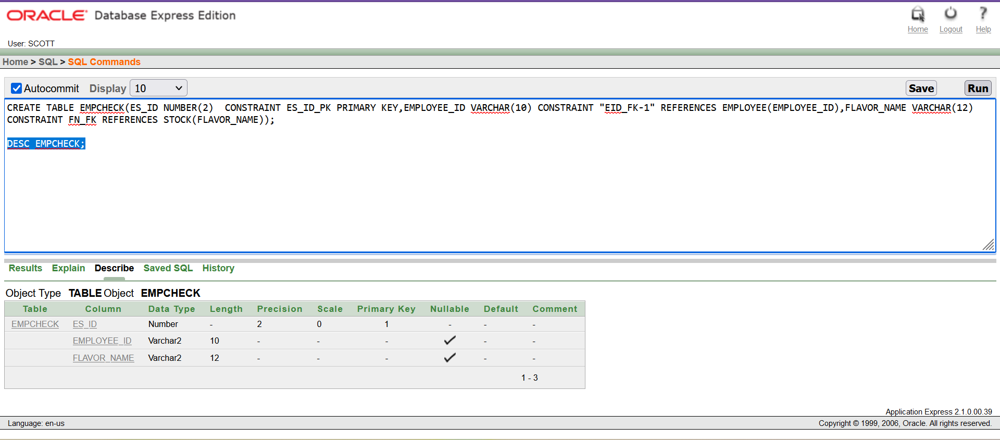 ORACLE Database Express Edition
Home Logout Help
User: SCOTT
Home > SQL > SQL Commands
Autocommit Display 10 Save Run
CREATE TABLE EMPCHECK(ES_ID NUMBER(2)  CONSTRAINT ES_ID_PK PRIMARY KEY,EMPLOYEE_ID VARCHAR(10) CONSTRAINT "EID_FK-1" REFERENCES EMPLOYEE(EMPLOYEE_ID),FLAVOR_NAME VARCHAR(12)
CONSTRAINT FN_FK REFERENCES STOCK(FLAVOR_NAME));
DESC EMPCHECK;
Results Explain Describe Saved SQL History
Object Type TABLE Object EMPCHECK
Table Column Data Type Length Precision Scale Primary Key Nullable Default Comment
EMPCHECK ES_ID Number - 2 0 1 - - -
EMPLOYEE_ID Varchar2 10 - - - ✓ - -
FLAVOR_NAME Varchar2 12 - - - ✓ - -
1 - 3
Application Express 2.1.0.00.39
Language: en-us Copyright © 1999, 2006, Oracle. All rights reserved.